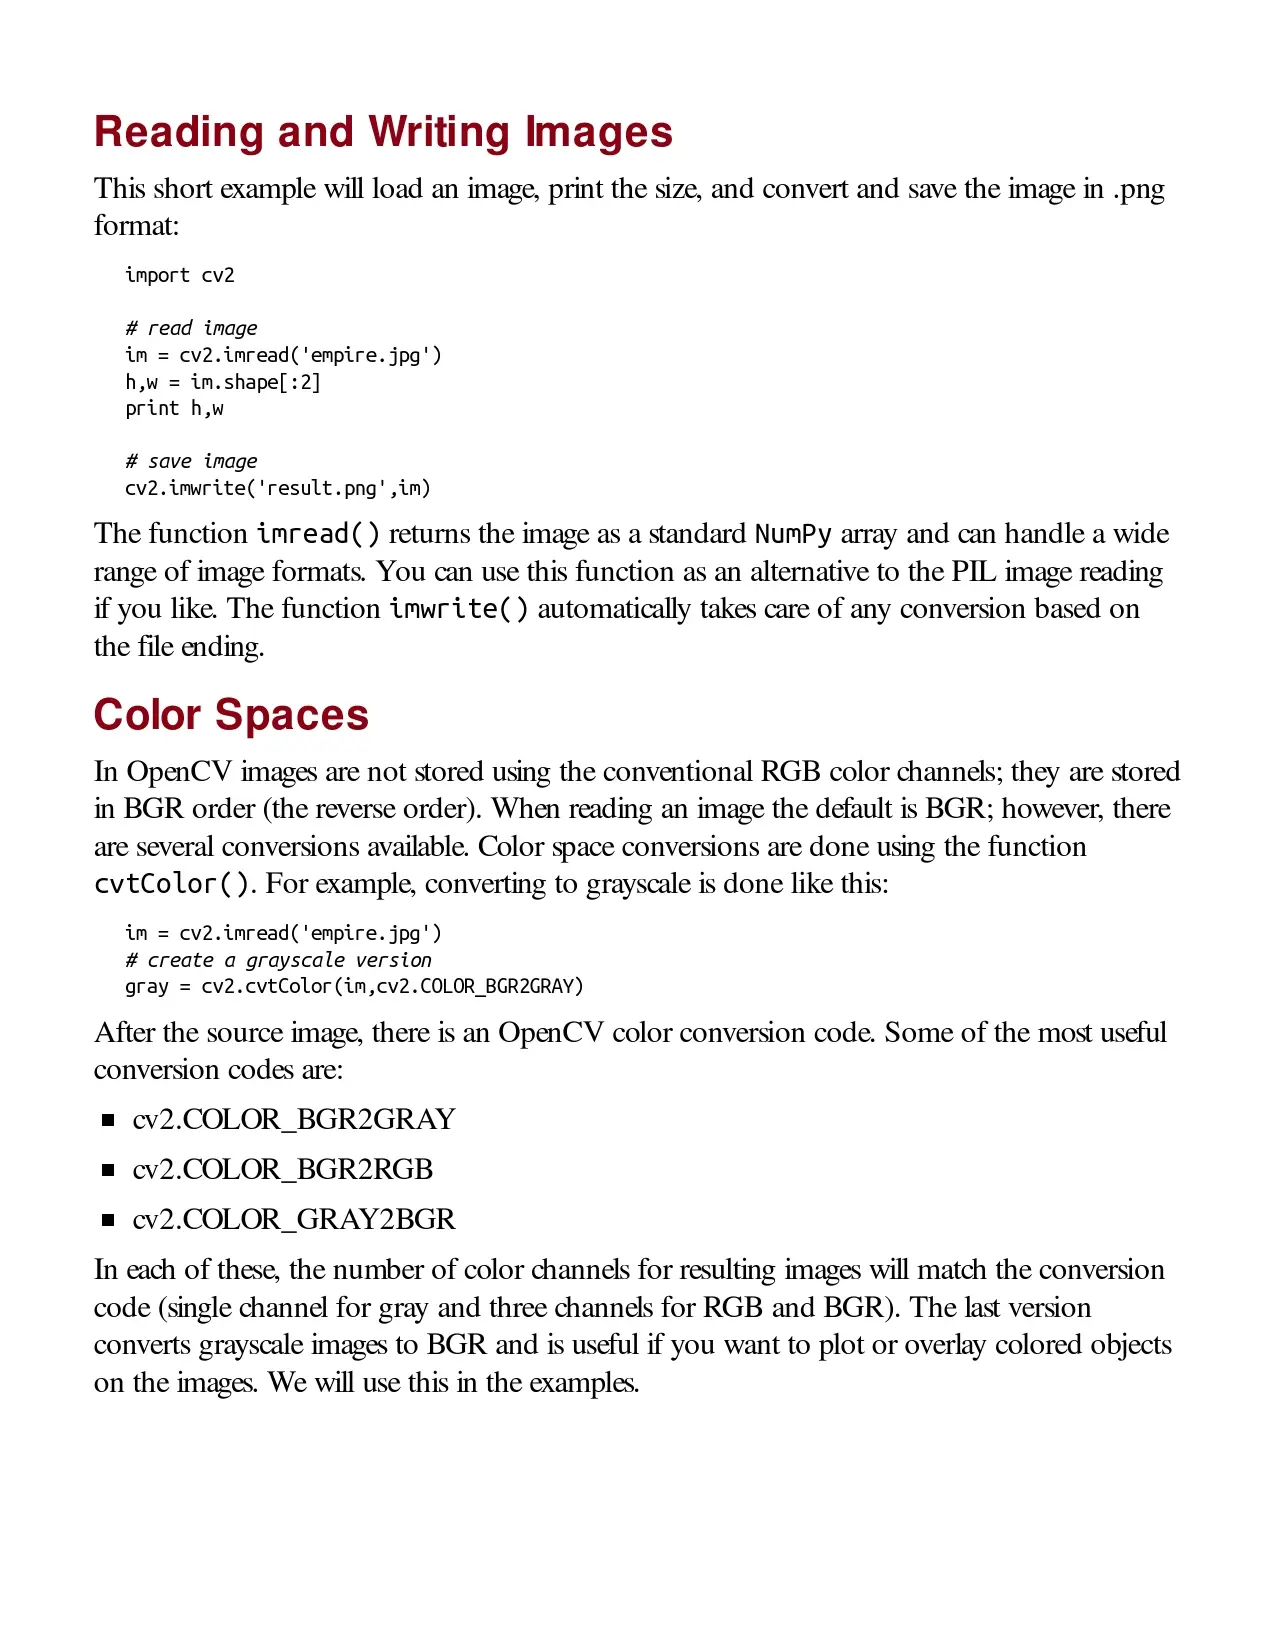 Reading and Writing Images
This short example will load an image, print the size, and convert and save the image in .png
format:
import cv2
# read image
im = cv2.imread('empire.jpg')
h,w = im.shape[:2]
print h,w
# save image
cv2.imwrite('result.png',im)
The function imread() returns the image as a standard NumPy array and can handle a wide
range of image formats. You can use this function as an alternative to the PIL image reading
if you like. The function imwrite() automatically takes care of any conversion based on
the file ending.
Color Spaces
In OpenCV images are not stored using the conventional RGB color channels; they are stored
in BGR order (the reverse order). When reading an image the default is BGR; however, there
are several conversions available. Color space conversions are done using the function
cvtColor(). For example, converting to grayscale is done like this:
im = cv2.imread('empire.jpg')
# create a grayscale version
gray = cv2.cvtColor(im,cv2.COLOR_BGR2GRAY)
After the source image, there is an OpenCV color conversion code. Some of the most useful
conversion codes are:
■ cv2.COLOR_BGR2GRAY
■ cv2.COLOR_BGR2RGB
■ cv2.COLOR_GRAY2BGR
In each of these, the number of color channels for resulting images will match the conversion
code (single channel for gray and three channels for RGB and BGR). The last version
converts grayscale images to BGR and is useful if you want to plot or overlay colored objects
on the images. We will use this in the examples.